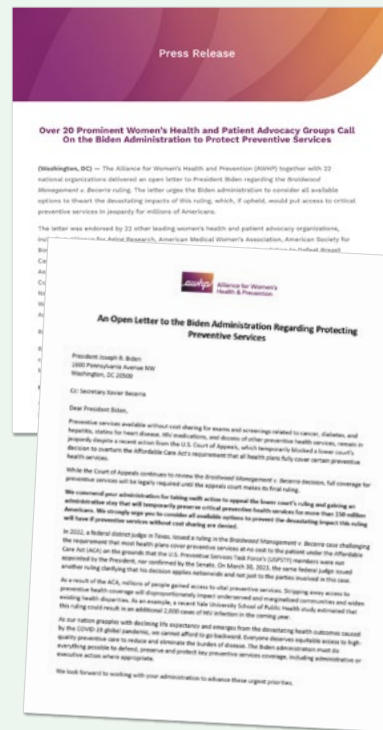 Press Release
Over 20 Prominent Women's Health and Patient Advocacy Groups Call
On the Biden Administration to Protect Preventive Services
(Washington, DC) — The Alliance for Women's Health and Prevention (AWHP) together with 22
national organizations delivered an open letter to President Biden regarding the Braidwood
Management v. Becerra ruling. The letter urges the Biden administration to consider all available
options to thwart the devastating impacts of this ruling, which, if upheld, would put access to critical
preventive services in jeopardy for millions of Americans.
The letter was endorsed by 22 other leading women's health and patient advocacy organizations,
for Aging Research, American Medical Women's Association, American Society for
to Defeat Breast
awhp Alliance for Women's
Health & Prevention
An Open Letter to the Biden Administration Regarding Protecting
Preventive Services
President Joseph R. Biden
1600 Pennsylvania Avenue NW
Washington, DC 20500
Cc: Secretary Xavier Becerra
Dear President Biden,
Preventive services available without cost sharing for exams and screenings related to cancer, diabetes, and
hepatitis, statins for heart disease, HIV medications, and dozens of other preventive health services, remain in
jeopardy despite a recent action from the U.S. Court of Appeals, which temporarily blocked a lower court's
decision to overturn the Affordable Care Act's requirement that all health plans fully cover certain preventive
health services.
While the Court of Appeals continues to review the Braidwood Management v. Becerra decision, full coverage for
preventive services will be legally required until the appeals court makes its final ruling.
We commend your administration for taking swift action to appeal the lower court's ruling and gaining an
administrative stay that will temporarily preserve critical preventive health services for more than 150 million
Americans. We strongly urge you to consider all available options to prevent the devastating impact this ruling
will have if preventive services without cost sharing are denied.
In 2022, a federal district judge in Texas, issued a ruling in the Braidwood Management v. Becerra case challenging
the requirement that most health plans cover preventive services at no cost to the patient under the Affordable
Care Act (ACA) on the grounds that the U.S. Preventive Services Task Force's (USPSTF) members were not
appointed by the President, nor confirmed by the Senate. On March 30, 2023, the same federal judge issued
another ruling clarifying that his decision applies nationwide and not just to the parties involved in this case.
As a result of the ACA, millions of people gained access to vital preventive services. Stripping away access to
preventive health coverage will disproportionately impact underserved and marginalized communities and widen
existing health disparities. As an example, a recent Yale University School of Public Health study estimated that
this ruling could result in an additional 2,000 cases of HIV infection in the coming year.
As our nation grapples with declining life expectancy and emerges from the devastating health outcomes caused
by the COVID-19 global pandemic, we cannot afford to go backward. Everyone deserves equitable access to high-
quality preventive care to reduce and eliminate the burden of disease. The Biden administration must do
everything possible to defend, preserve and protect key preventive services coverage, including administrative or
executive action where appropriate.
We look forward to working with your administration to advance these urgent priorities.